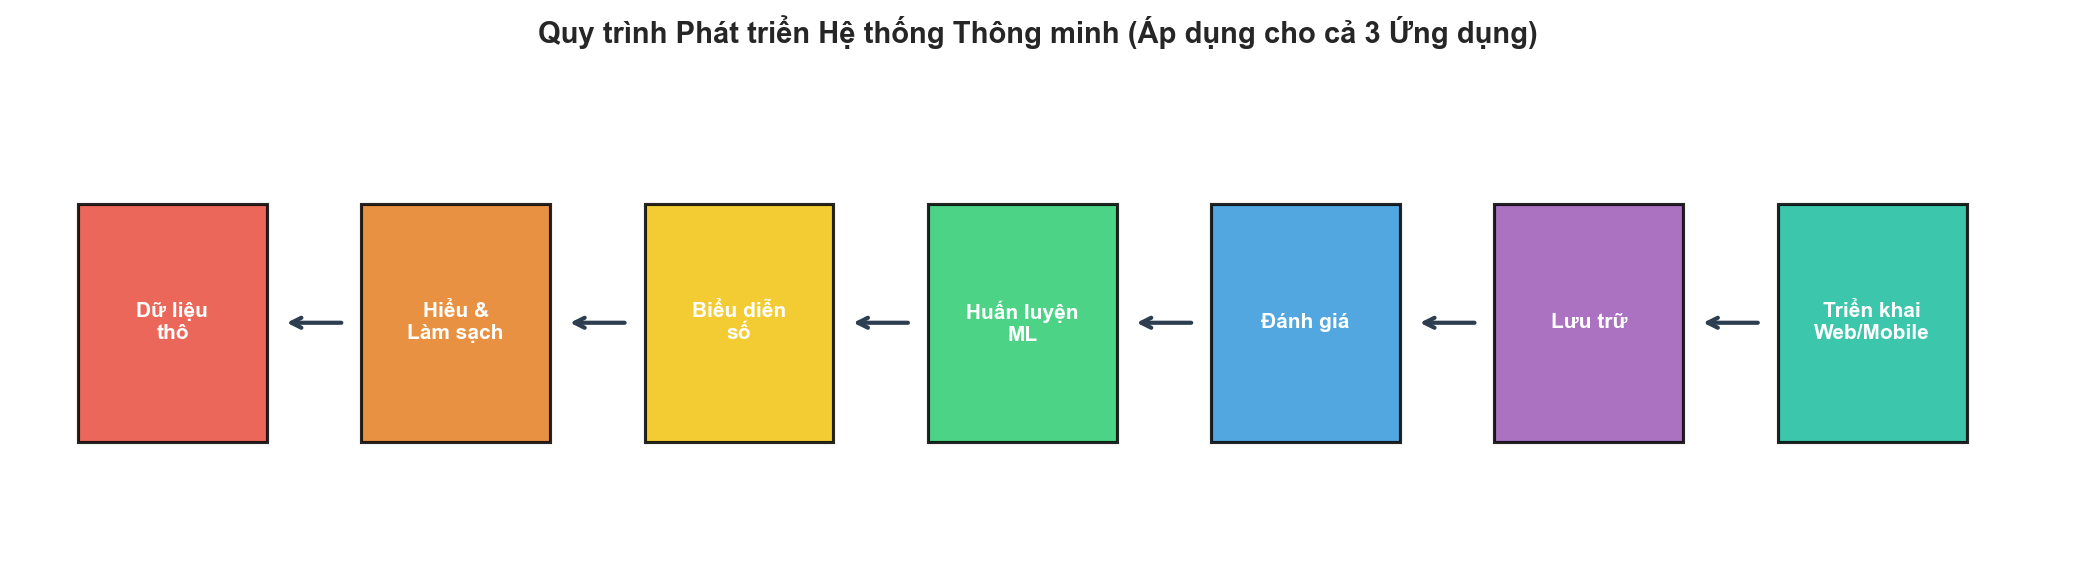 Quy trình Phát triển Hệ thống Thông minh (Áp dụng cho cả 3 Ứng dụng)
Dữ liệu
thô
Hiểu &
Làm sạch
Biểu diễn
số
Huấn luyện
ML
Đánh giá
Lưu trữ
Triển khai
Web/Mobile